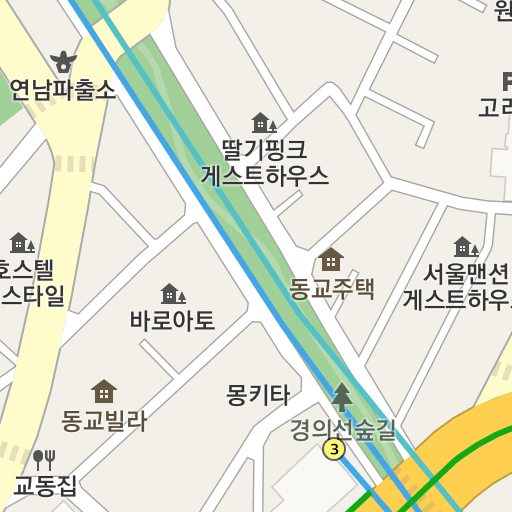 원
연남파출소
고려
딸기핑크
게스트하우스
호스텔
스타일
서울맨션
게스트하우스
동교주택
바로아토
몽키타
동교빌라
경의선숲길
3
교동집